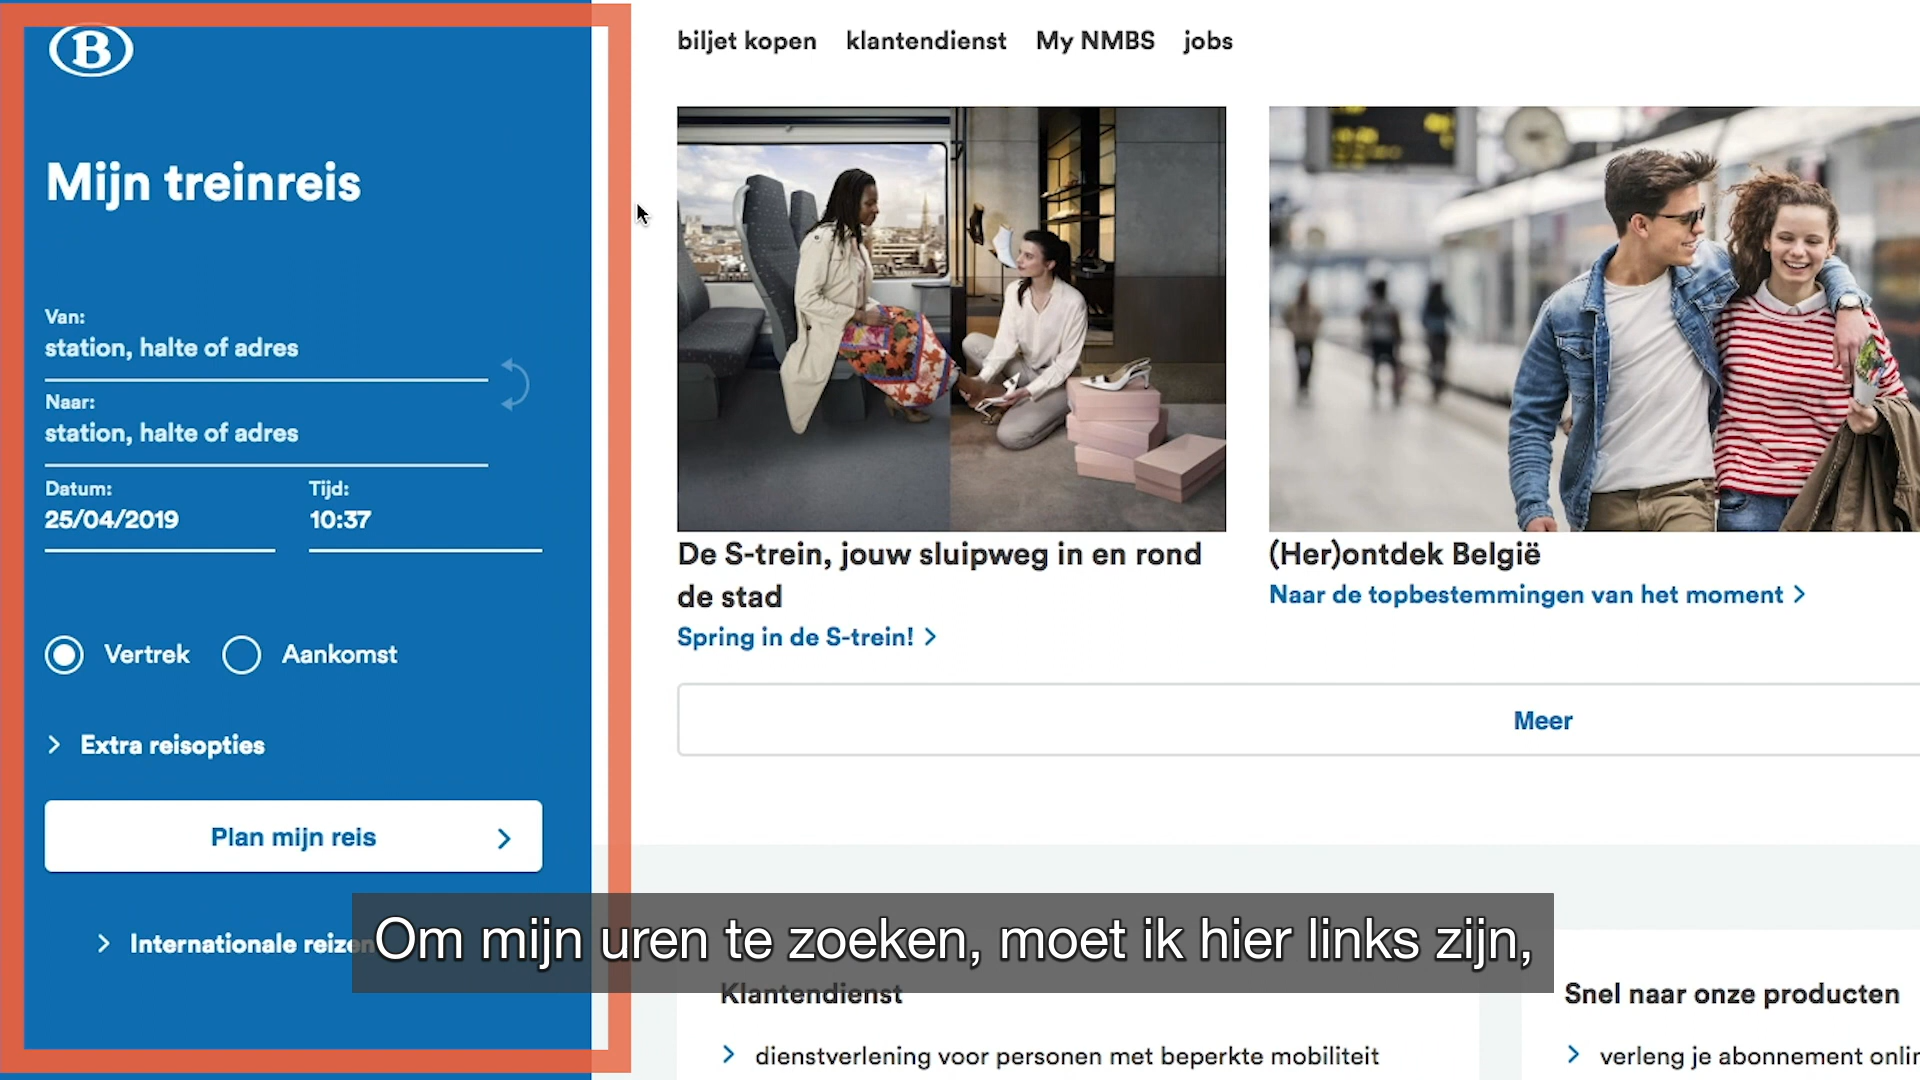 B
Mijn treinreis
Van:
station, halte of adres
Naar:
station, halte of adres
Datum:
25/04/2019
Tijd:
10:37
Vertrek
Aankomst
Extra reisopties
Plan mijn reis
Internationale
biljet kopen klantendienst My NMBS jobs
De S-trein, jouw sluipweg in en rond
de stad
Spring in de S-trein!
(Her)ontdek België
Naar de topbestemmingen van het moment
Meer
Om mijn uren te zoeken, moet ik hier links zijn,
Klantendienst
dienstverlening voor personen met beperkte mobiliteit
Snel naar onze producten
verleng je abonnement